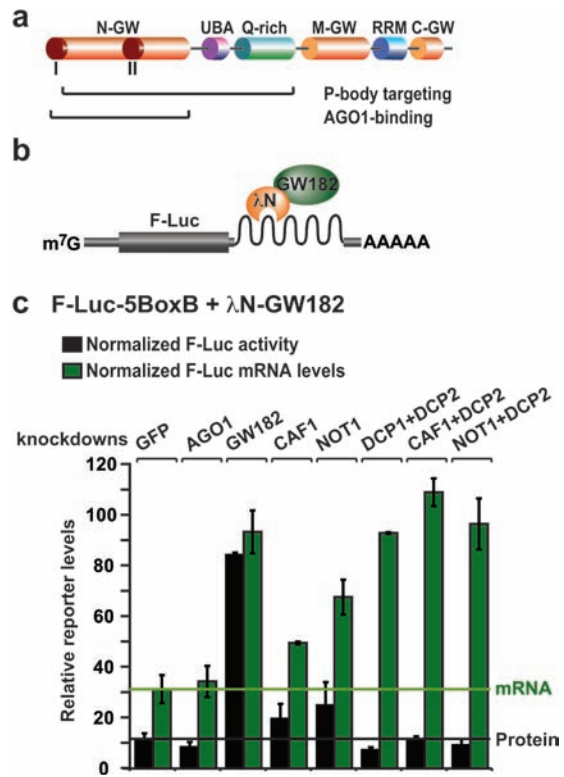 a
N-GW UBA Q-rich M-GW RRM C-GW
I II
P-body targeting
AGO1-binding
b
GW182
λN
F-Luc
m⁷G AAAAA
c F-Luc-5BoxB + λN-GW182
Normalized F-Luc activity
Normalized F-Luc mRNA levels
knockdowns GFP AGO1 GW182 CAF1 NOT1 DCP1+DCP2 CAF1+DCP2 NOT1+DCP2
Relative reporter levels
120
100
80
60
40
20
0
mRNA
Protein